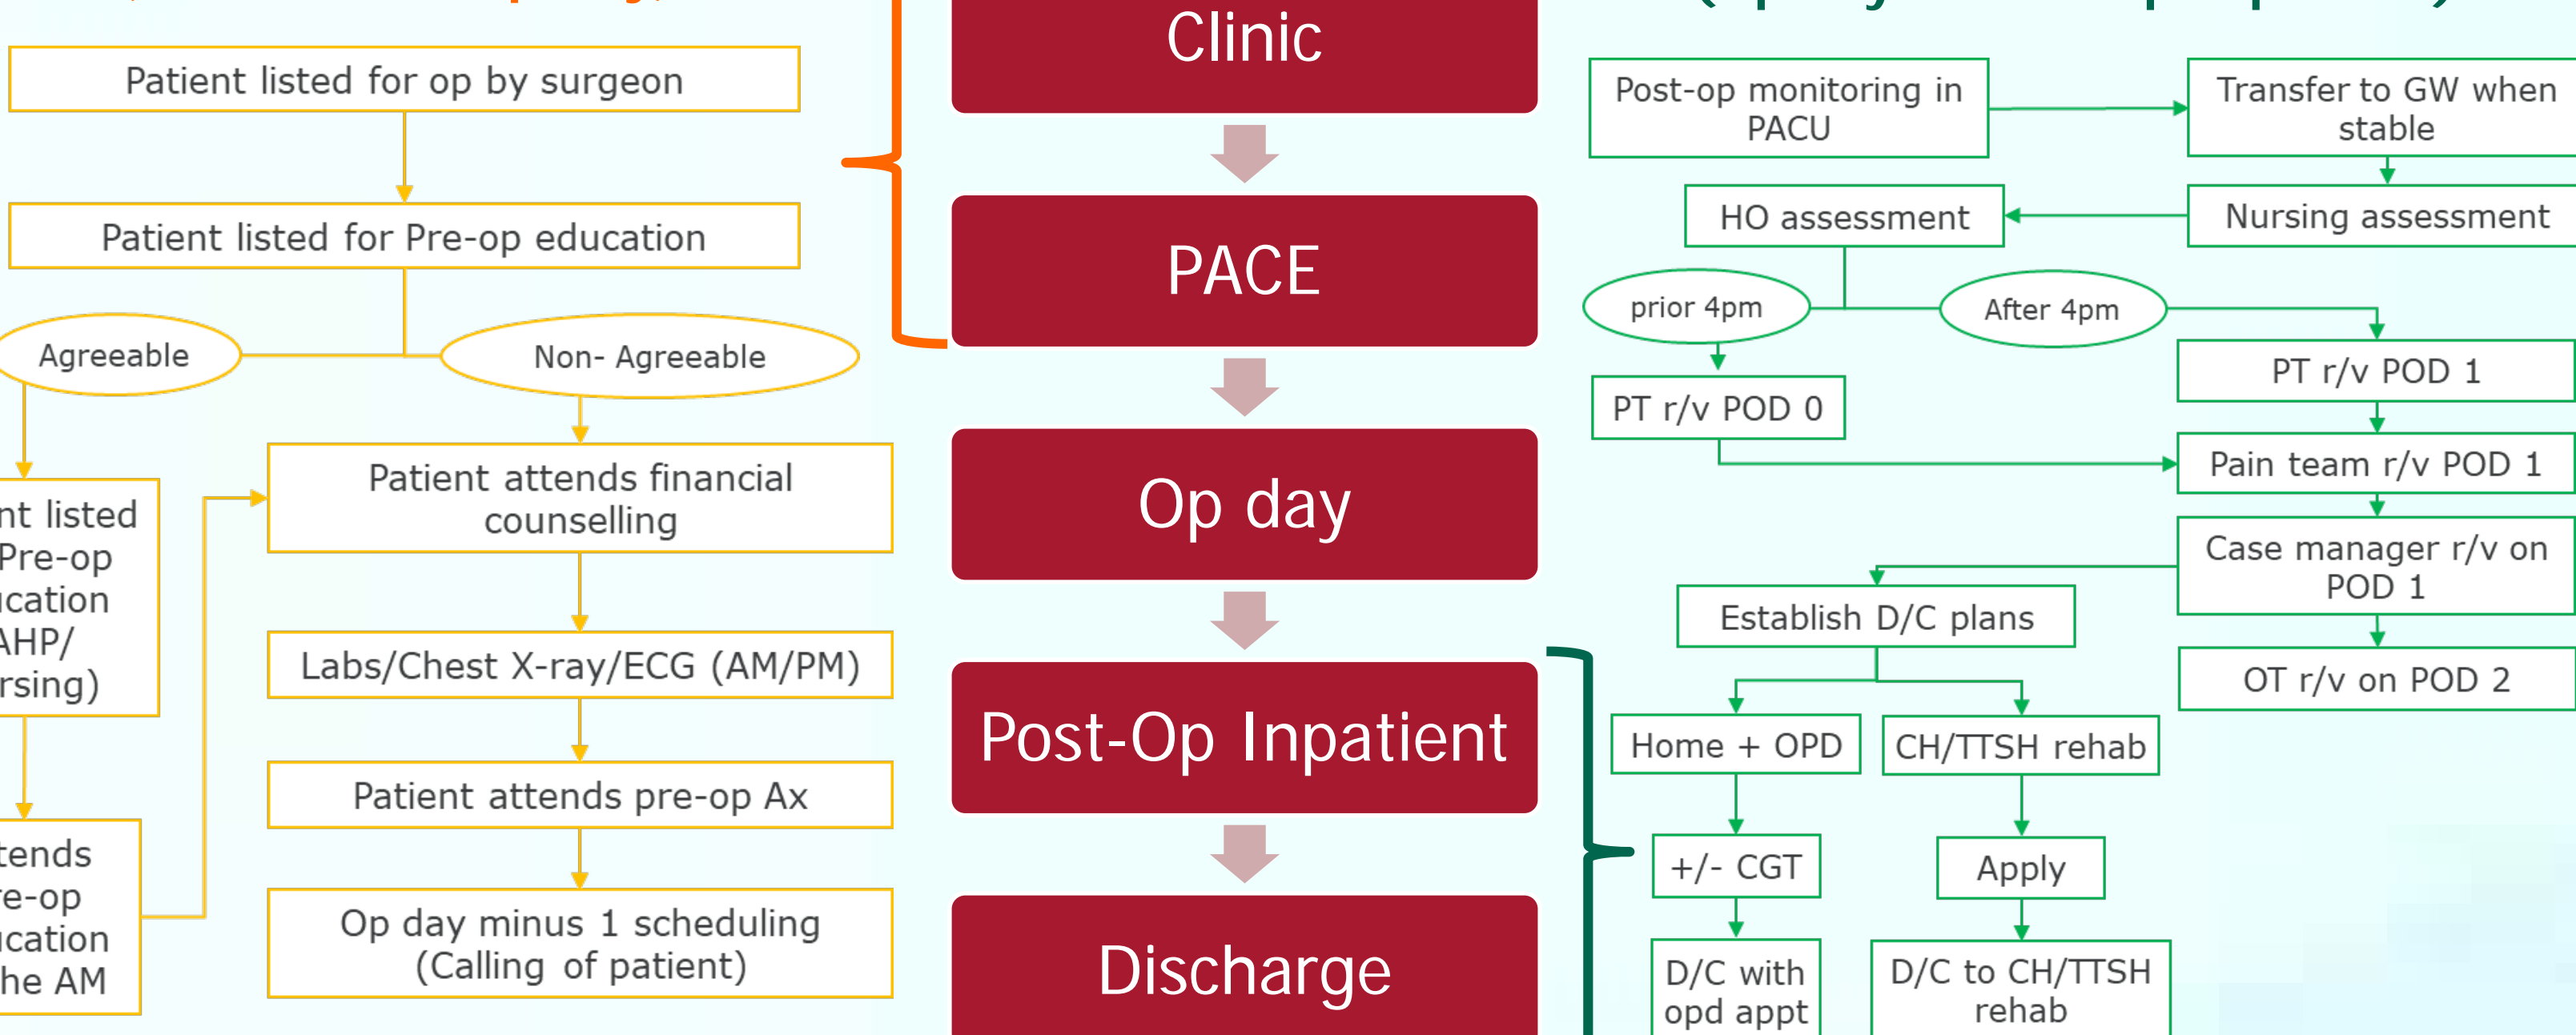 Patient listed for op by surgeon
Patient listed for Pre-op education
Agreeable
Non- Agreeable
listed
Pre-op
AHP/
Patient attends financial
counselling
Labs/Chest X-ray/ECG (AM/PM)
Patient attends pre-op Ax
Op day minus 1 scheduling
(Calling of patient)
AM
Clinic
PACE
Op day
Post-Op Inpatient
Discharge
Post-op monitoring in
PACU
Transfer to GW when
stable
HO assessment
Nursing assessment
prior 4pm
After 4pm
PT r/v POD 0
PT r/v POD 1
Pain team r/v POD 1
Case manager r/v on
POD 1
Establish D/C plans
OT r/v on POD 2
Home + OPD
CH/TTSH rehab
+/- CGT
Apply
D/C with
opd appt
D/C to CH/TTSH
rehab